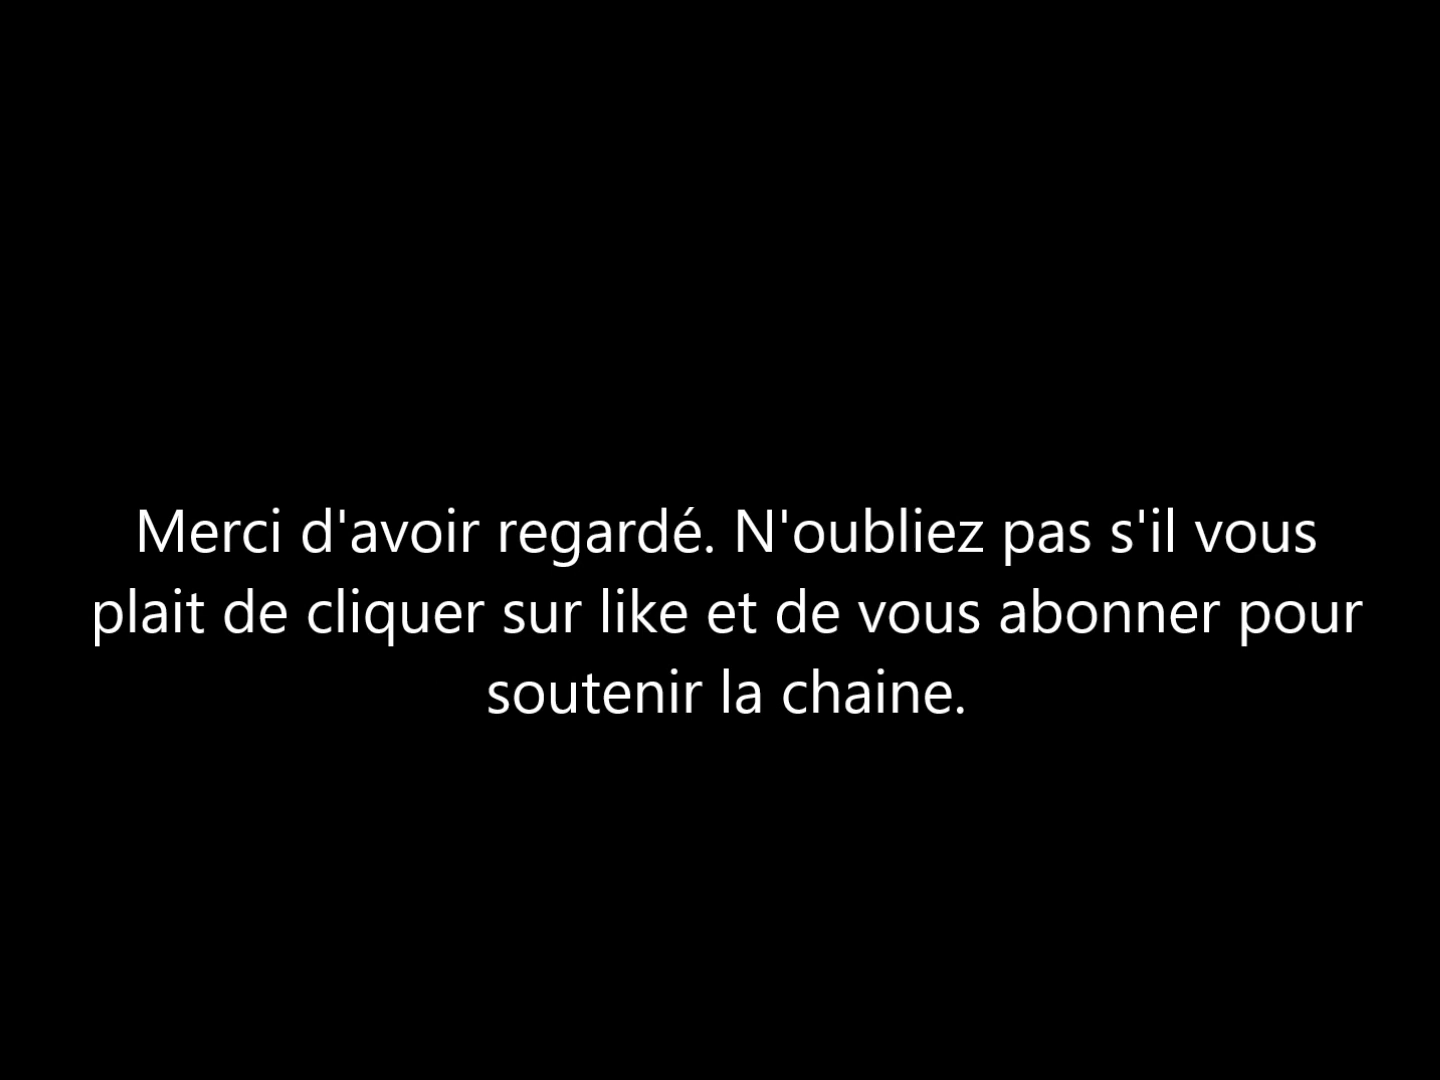 Merci d'avoir regardé. N'oubliez pas s'il vous
plait de cliquer sur like et de vous abonner pour
soutenir la chaine.